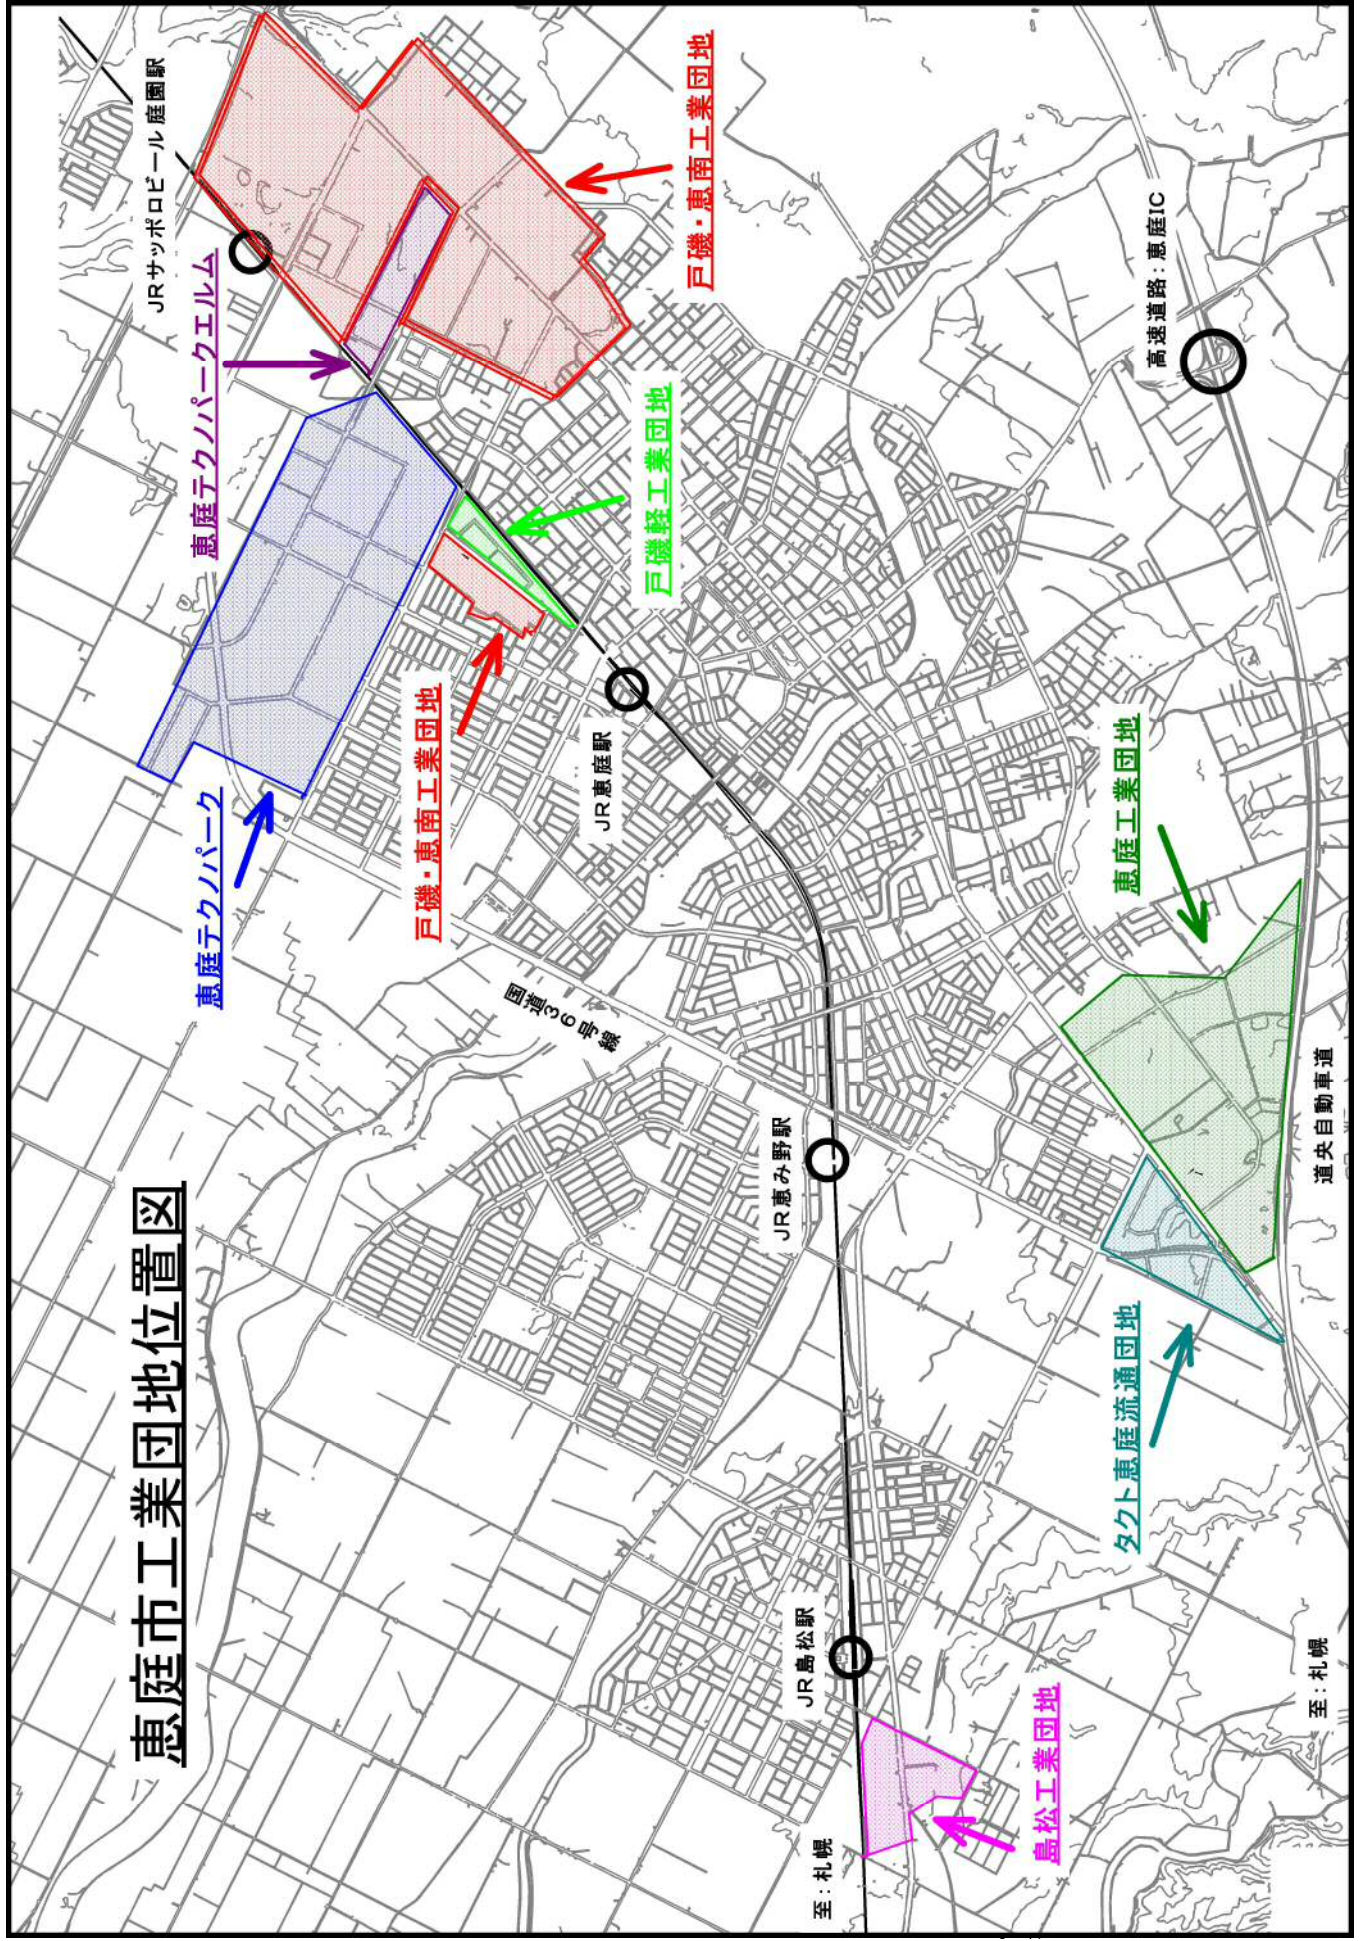 恵庭市工業団地位置図
JRサッポロビール庭園駅
恵庭テクノパークエルム
戸磯・恵南工業団地
恵庭テクノパーク
戸磯軽工業団地
戸磯・恵南工業団地
JR恵庭駅
高速道路：恵庭IC
国道36号線
恵庭工業団地
JR恵み野駅
道央自動車道
タクト恵庭流通団地
JR島松駅
島松工業団地
至：札幌
至：札幌